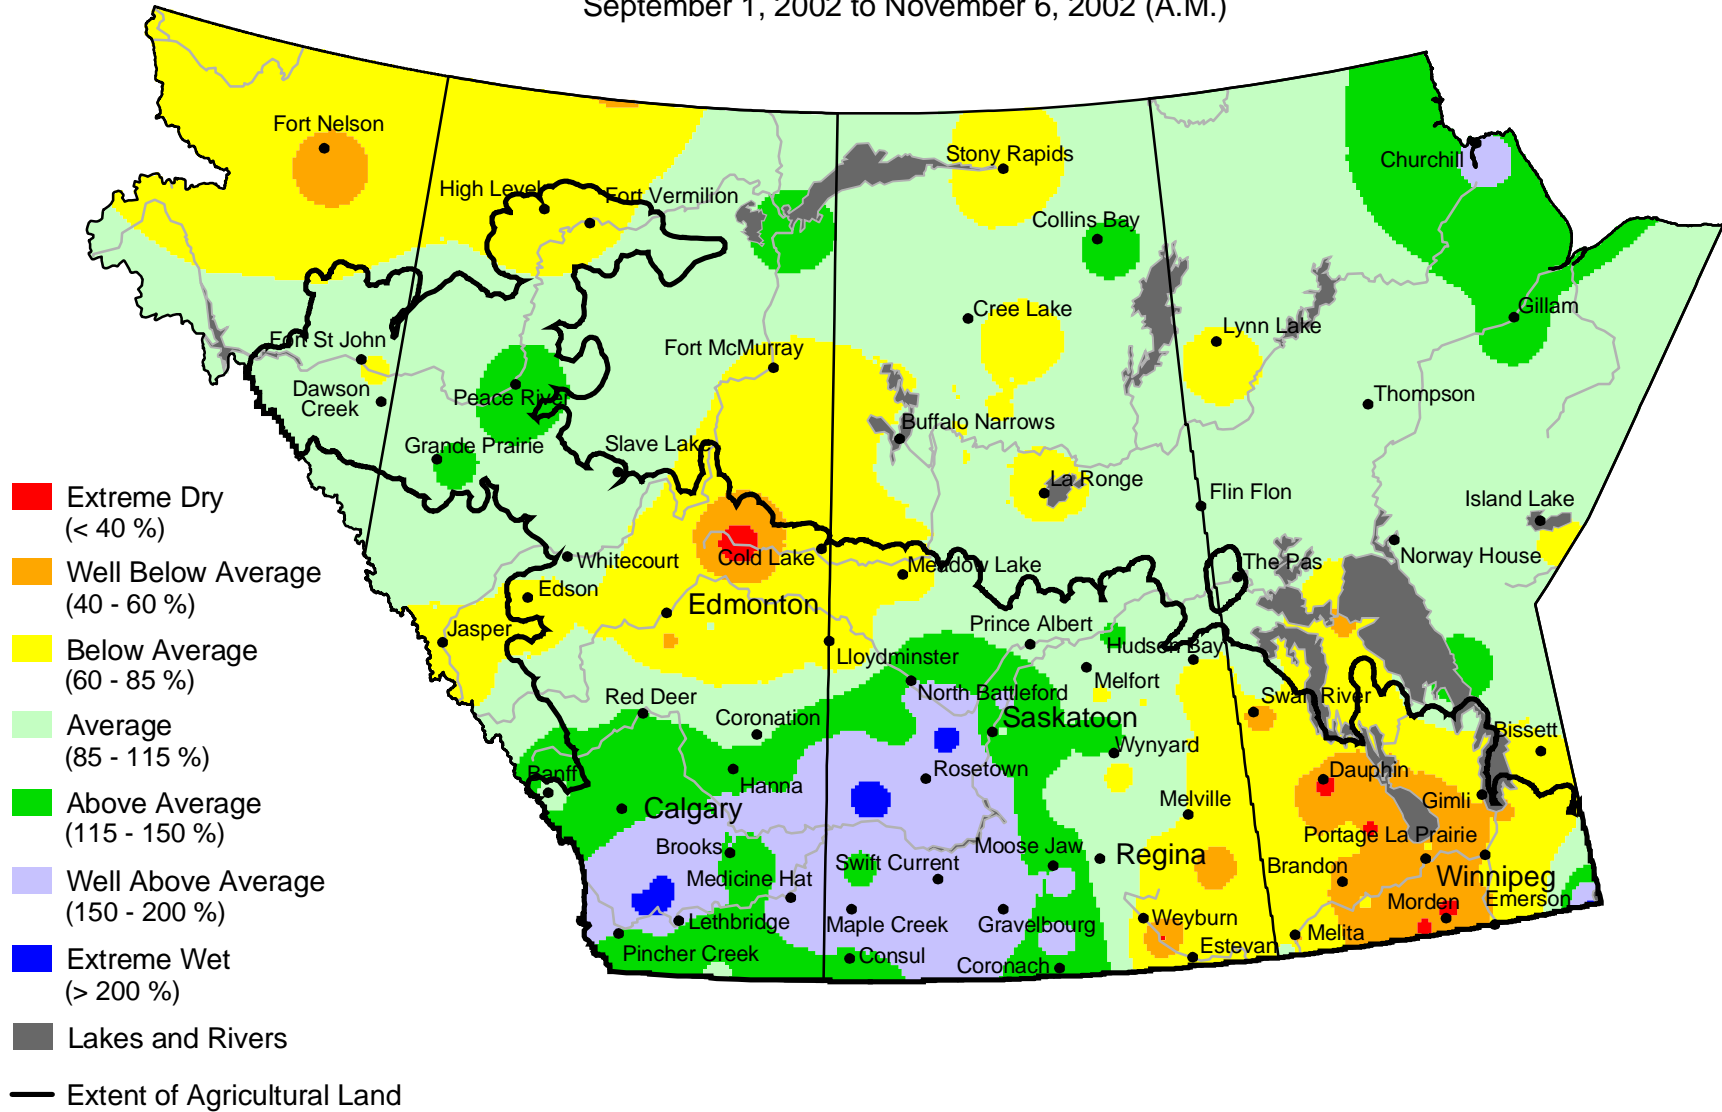 September 1, 2002 to November 6, 2002 (A.M.)
Fort Nelson
High Level
Fort Vermilion
Stony Rapids
Churchill
Collins Bay
Cree Lake
Lynn Lake
Gillam
Fort St John
Fort McMurray
Dawson
Creek
Peace River
Thompson
Buffalo Narrows
Grande Prairie
Slave Lake
La Ronge
Flin Flon
Island Lake
Whitecourt
Cold Lake
Meadow Lake
The Pas
Norway House
Edson
Edmonton
Jasper
Prince Albert
Hudson Bay
Lloydminster
Melfort
North Battleford
Swan River
Red Deer
Coronation
Saskatoon
Wynyard
Bissett
Banff
Hanna
Rosetown
Dauphin
Calgary
Melville
Gimli
Brooks
Swift Current
Moose Jaw
Regina
Portage La Prairie
Brandon
Winnipeg
Medicine Hat
Morden
Emerson
Lethbridge
Maple Creek
Gravelbourg
Weyburn
Melita
Pincher Creek
Consul
Coronach
Estevan
Extreme Dry
(< 40 %)
Well Below Average
(40 - 60 %)
Below Average
(60 - 85 %)
Average
(85 - 115 %)
Above Average
(115 - 150 %)
Well Above Average
(150 - 200 %)
Extreme Wet
(> 200 %)
Lakes and Rivers
Extent of Agricultural Land